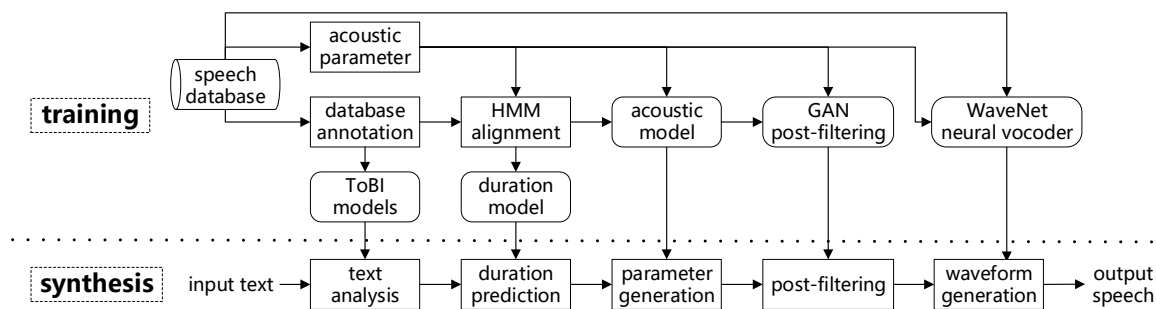 acoustic
parameter
speech
database
training
database
annotation
HMM
alignment
acoustic
model
GAN
post-filtering
WaveNet
neural vocoder
ToBI
models
duration
model
synthesis
input text
text
analysis
duration
prediction
parameter
generation
post-filtering
waveform
generation
output
speech